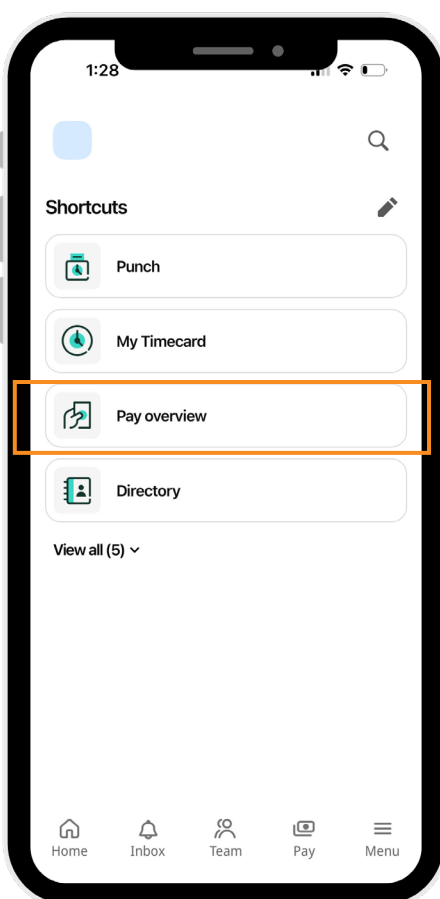 1:28
Shortcuts
Punch
My Timecard
Pay overview
Directory
View all (5)
Home Inbox Team Pay Menu